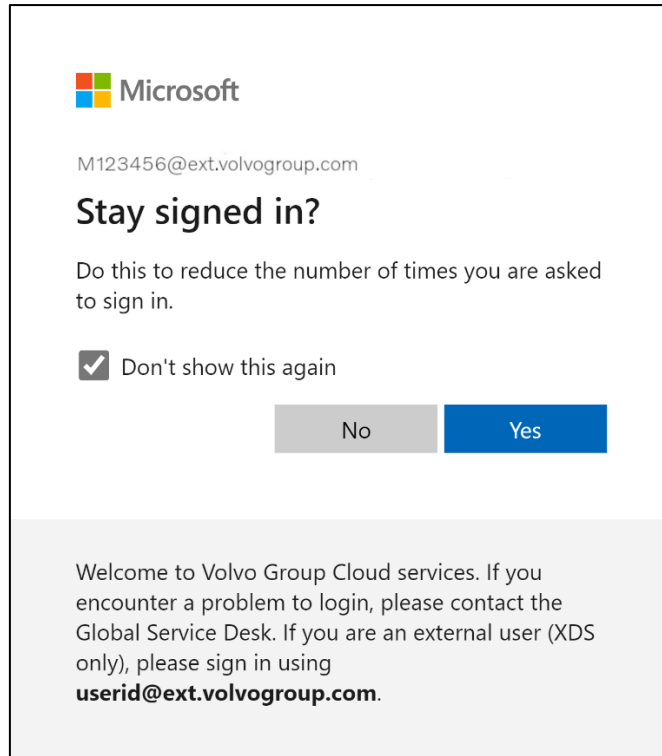 Microsoft
M123456@ext.volvogroup.com
Stay signed in?
Do this to reduce the number of times you are asked
to sign in.
Don't show this again
No Yes
Welcome to Volvo Group Cloud services. If you
encounter a problem to login, please contact the
Global Service Desk. If you are an external user (XDS
only), please sign in using
userid@ext.volvogroup.com.